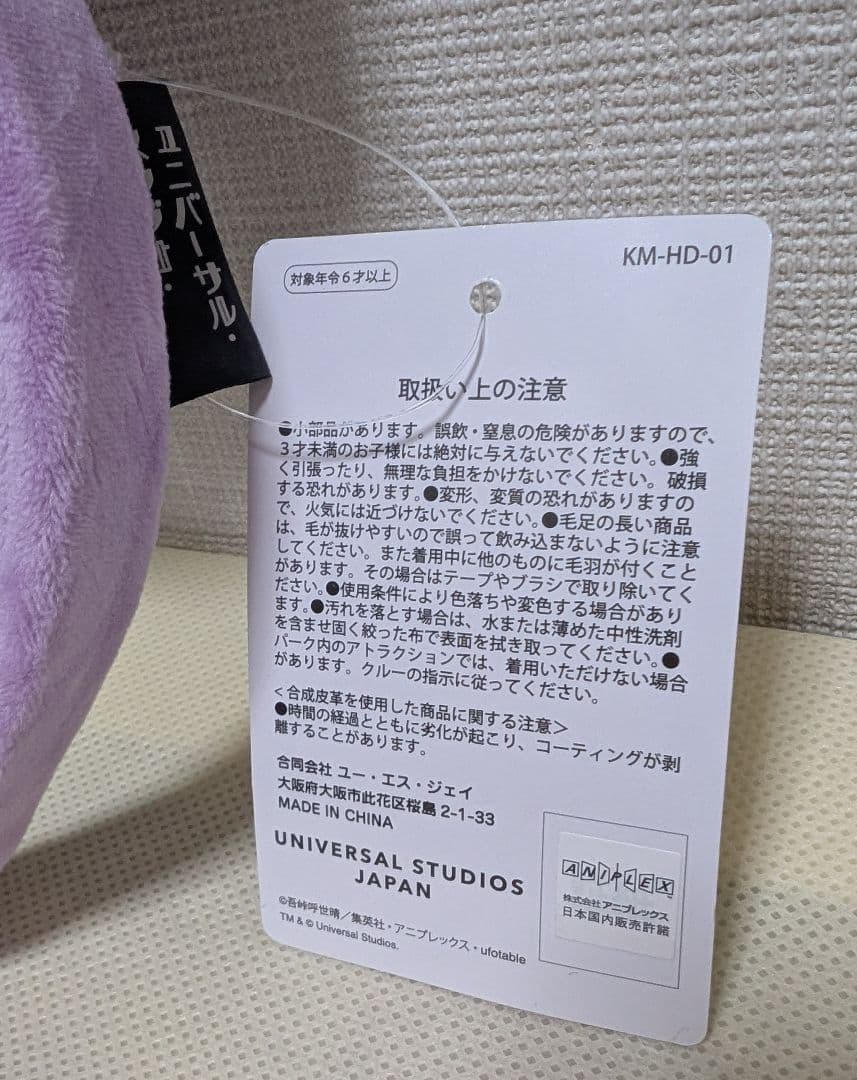 ユニバーサル・
対象年令6才以上
KM-HD-01
取扱い上の注意
●小部品があります。誤飲・窒息の危険がありますので、
3才未満のお子様には絶対に与えないでください。●強
く引張ったり、無理な負担をかけないでください。破損
する恐れがあります。●変形、変質の恐れがありますの
で、火気には近づけないでください。●毛足の長い商品
は、毛が抜けやすいので誤って飲み込まないように注意
してください。また着用中に他のものに毛羽が付くこと
があります。その場合はテープやブラシで取り除いてく
ださい。●使用条件により色落ちや変色する場合があり
ます。●汚れを落とす場合は、水または薄めた中性洗剤
を含ませ固く絞った布で表面を拭き取ってください。●
パーク内のアトラクションでは、着用いただけない場合
があります。クルーの指示に従ってください。
<合成皮革を使用した商品に関する注意>
●時間の経過とともに劣化が起こり、コーティングが剥
離することがあります。
合同会社 ユー・エス・ジェイ
大阪府大阪市此花区桜島 2-1-33
MADE IN CHINA
UNIVERSAL STUDIOS
JAPAN
©吾峠呼世晴／集英社・アニプレックス・ufotable
TM & © Universal Studios.
ANIPLEX™
株式会社アニプレックス
日本国内販売許諾